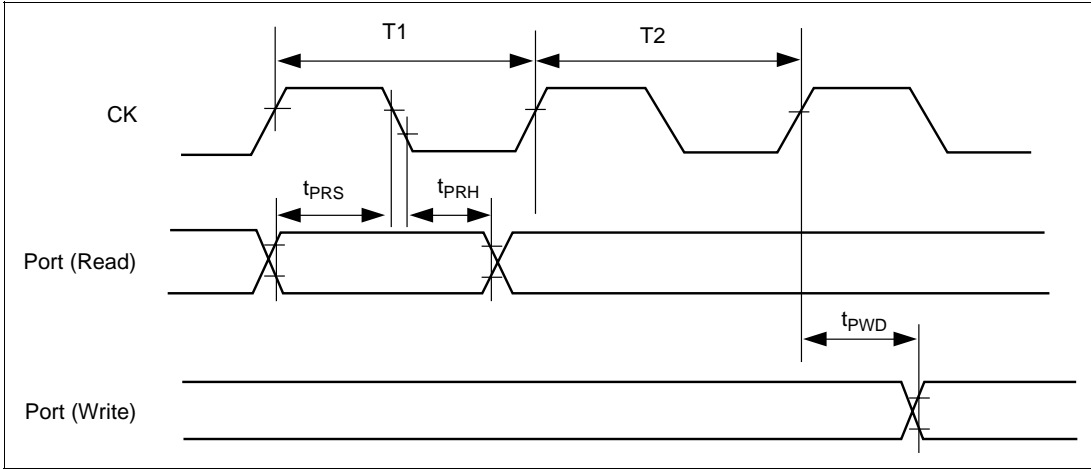 T1
T2
CK
tPRS
tPRH
Port (Read)
tPWD
Port (Write)